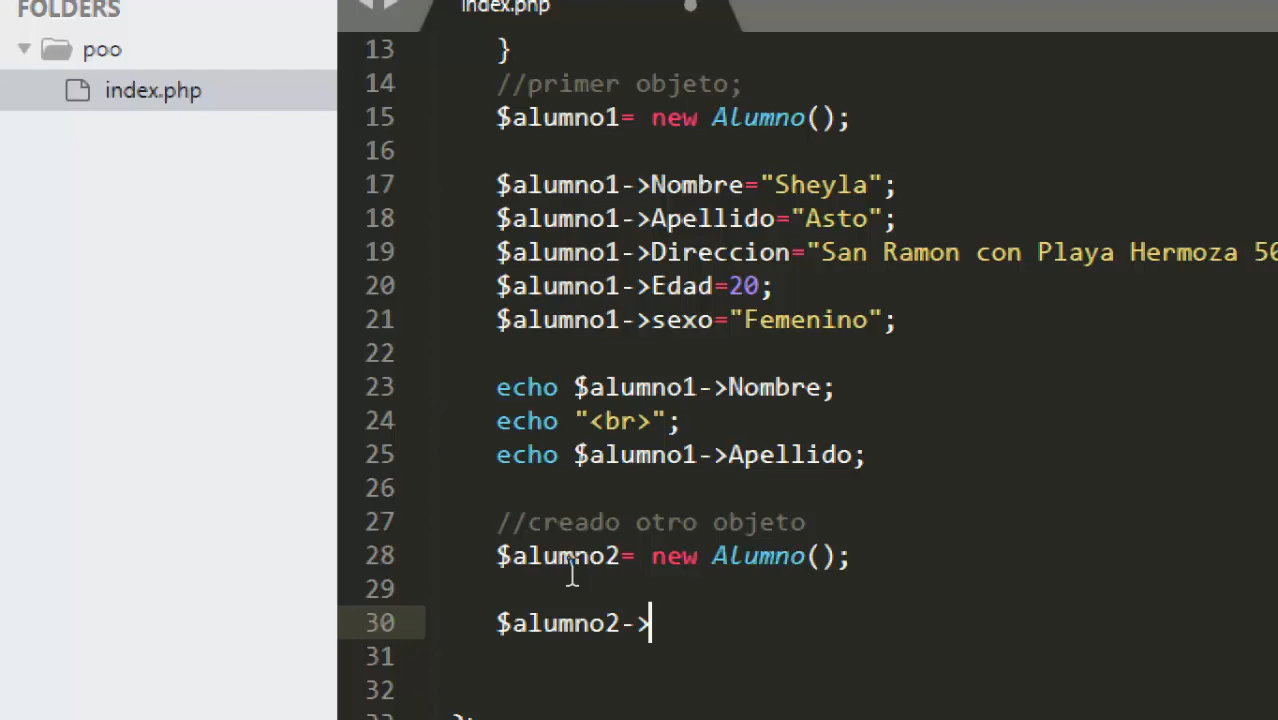 FOLDERS
poo
index.php
index.php
13 }
14 //primer objeto;
15 $alumno1= new Alumno();
16
17 $alumno1->Nombre="Sheyla";
18 $alumno1->Apellido="Asto";
19 $alumno1->Direccion="San Ramon con Playa Hermoza 50
20 $alumno1->Edad=20;
21 $alumno1->sexo="Femenino";
22
23 echo $alumno1->Nombre;
24 echo "<br>";
25 echo $alumno1->Apellido;
26
27 //creado otro objeto
28 $alumno2= new Alumno();
29
30 $alumno2->
31
32